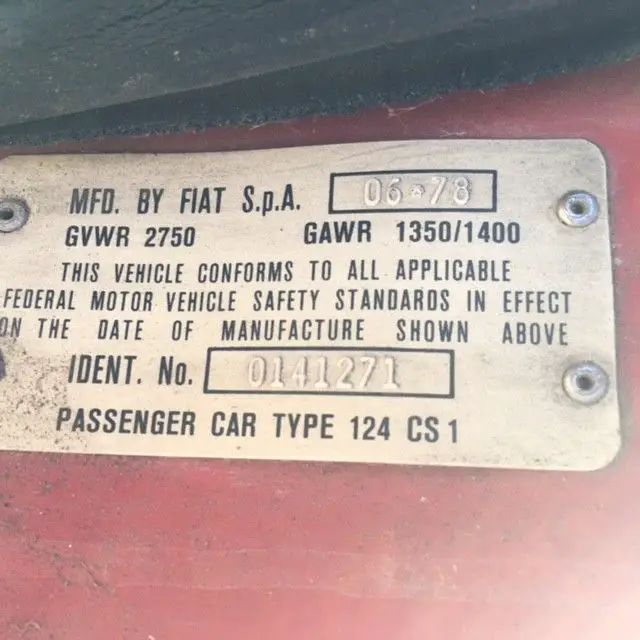 MFD. BY FIAT S.p.A. 06*78
GVWR 2750 GAWR 1350/1400
THIS VEHICLE CONFORMS TO ALL APPLICABLE
FEDERAL MOTOR VEHICLE SAFETY STANDARDS IN EFFECT
ON THE DATE OF MANUFACTURE SHOWN ABOVE
IDENT. No. 0141271
PASSENGER CAR TYPE 124 CS1